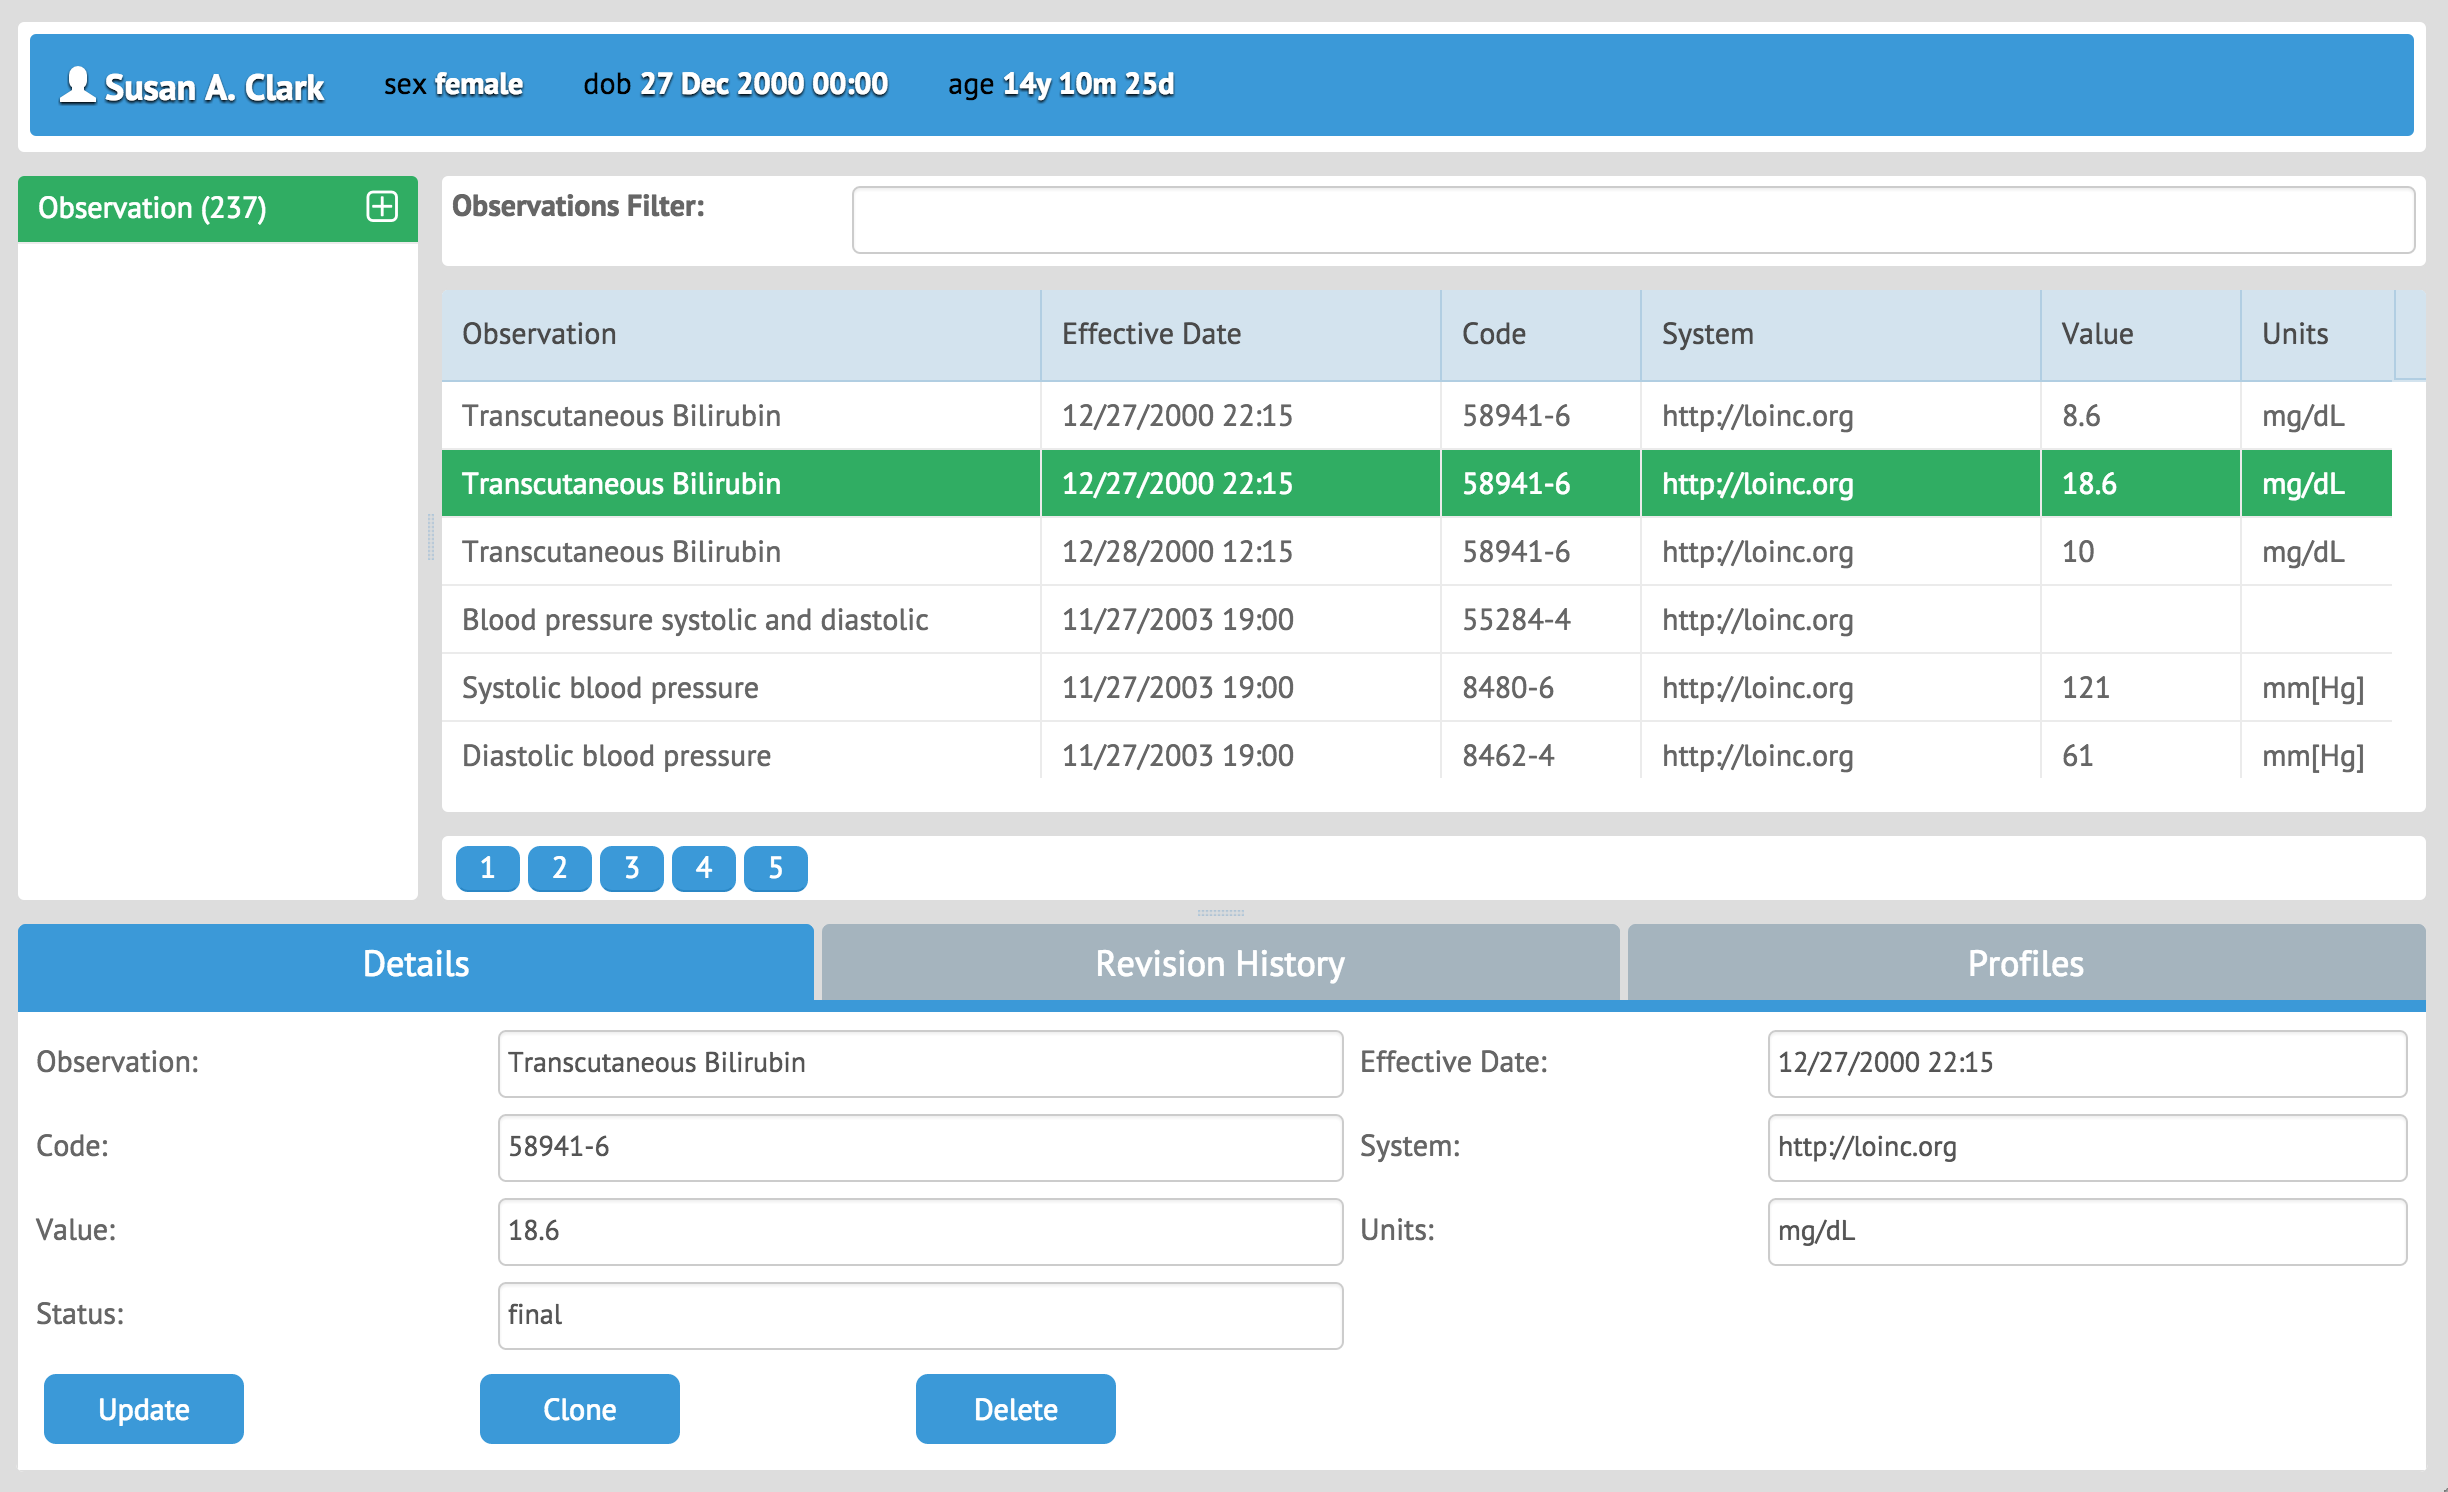 Susan A. Clark sex female dob 27 Dec 2000 00:00 age 14y 10m 25d
Observation (237)
Observations Filter:
Observation Effective Date Code System Value Units
Transcutaneous Bilirubin 12/27/2000 22:15 58941-6 http://loinc.org 8.6 mg/dL
Transcutaneous Bilirubin 12/27/2000 22:15 58941-6 http://loinc.org 18.6 mg/dL
Transcutaneous Bilirubin 12/28/2000 12:15 58941-6 http://loinc.org 10 mg/dL
Blood pressure systolic and diastolic 11/27/2003 19:00 55284-4 http://loinc.org
Systolic blood pressure 11/27/2003 19:00 8480-6 http://loinc.org 121 mm[Hg]
Diastolic blood pressure 11/27/2003 19:00 8462-4 http://loinc.org 61 mm[Hg]
1 2 3 4 5
Details Revision History Profiles
Observation: Transcutaneous Bilirubin Effective Date: 12/27/2000 22:15
Code: 58941-6 System: http://loinc.org
Value: 18.6 Units: mg/dL
Status: final
Update Clone Delete